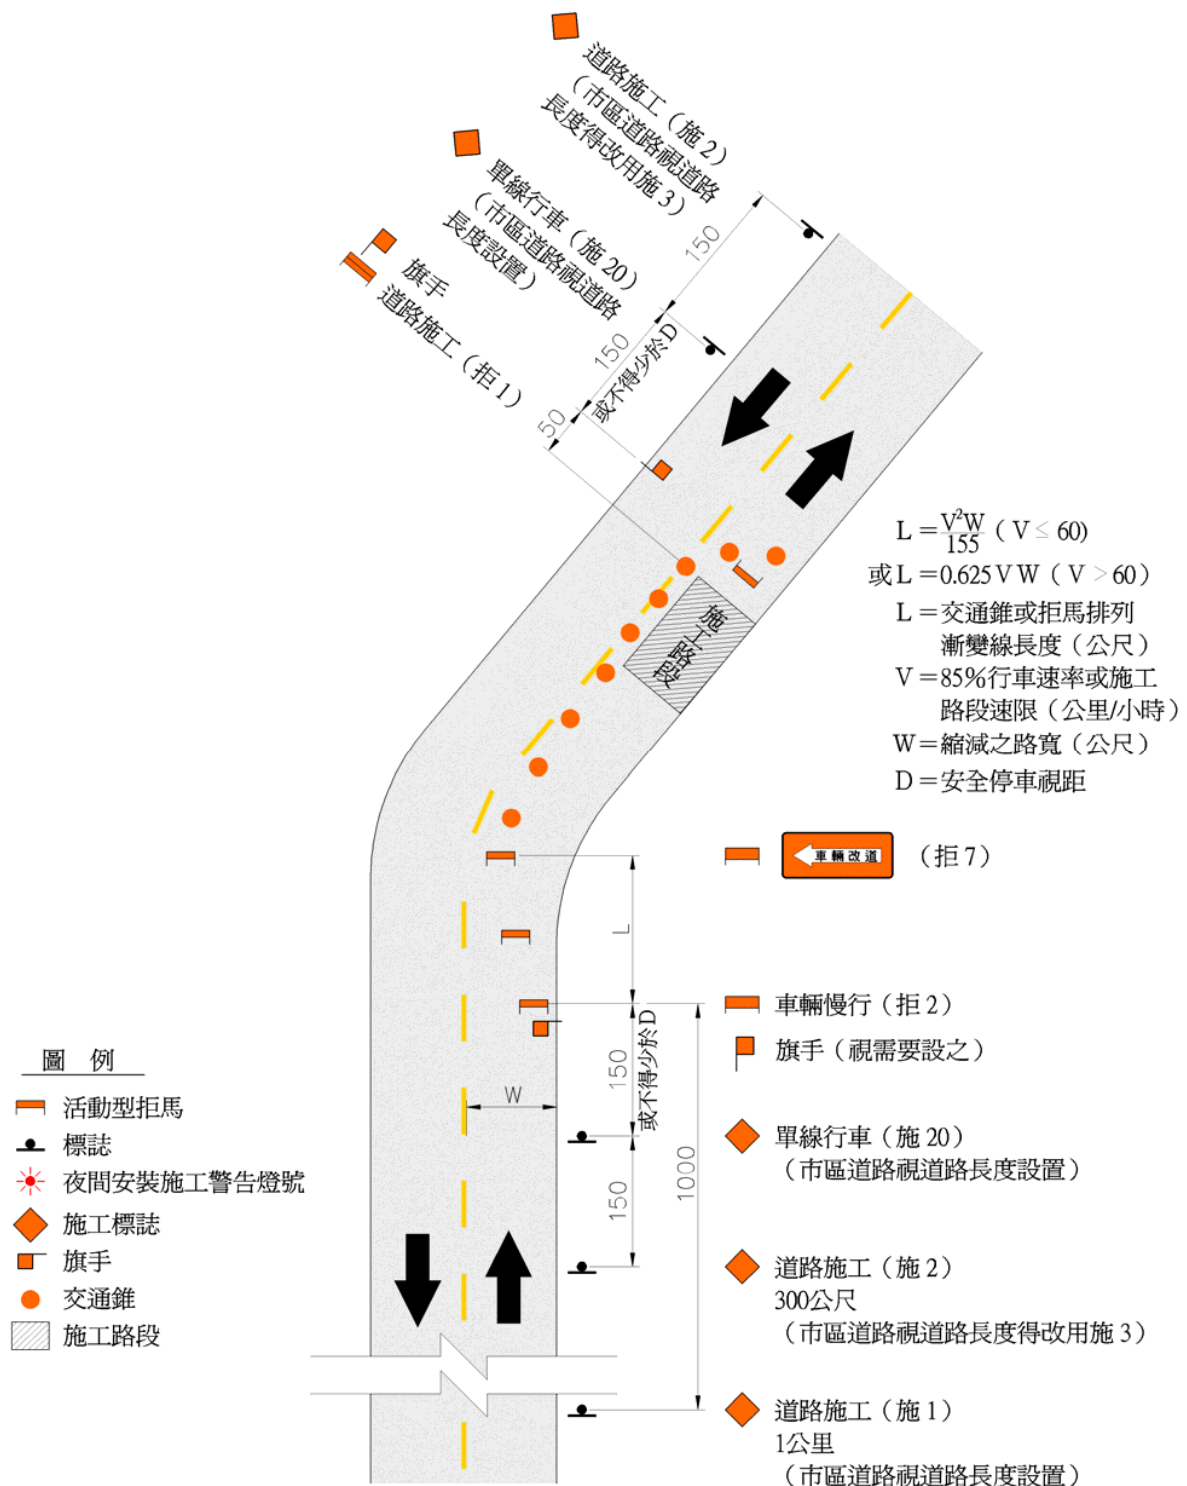 道路施工（施 2）
（市區道路視道路
長度得改用施 3）
單線行車（施 20）
（市區道路視道路
長度設置）
旗手
道路施工（拒 1）
150
150
或不得少於D
50
施工路段
L＝V²W/155（V ≤ 60）
或L＝0.625 V W（V > 60）
L＝交通錐或拒馬排列
漸變線長度（公尺）
V＝85%行車速率或施工
路段速限（公里/小時）
W＝縮減之路寬（公尺）
D＝安全停車視距
車輛改道
（拒 7）
L
車輛慢行（拒 2）
旗手（視需要設之）
150
或不得少於D
W
150
1000
單線行車（施 20）
（市區道路視道路長度設置）
道路施工（施 2）
300公尺
（市區道路視道路長度得改用施 3）
道路施工（施 1）
1公里
（市區道路視道路長度設置）
圖 例
活動型拒馬
標誌
夜間安裝施工警告燈號
施工標誌
旗手
交通錐
施工路段